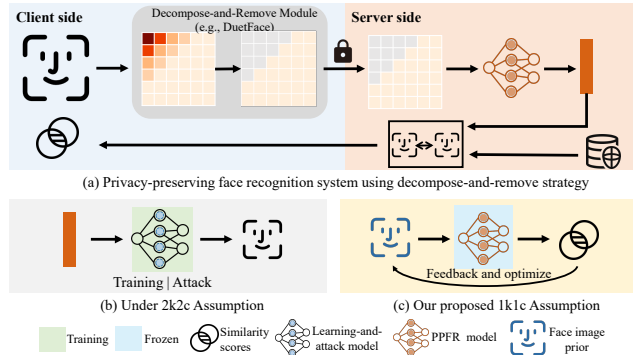 Client side
Decompose-and-Remove Module
(e.g., DuetFace)
Server side
(a) Privacy-preserving face recognition system using decompose-and-remove strategy
Training | Attack
(b) Under 2k2c Assumption
Feedback and optimize
(c) Our proposed 1k1c Assumption
Training
Frozen
Similarity
scores
Learning-and-
attack model
PPFR model
Face image
prior